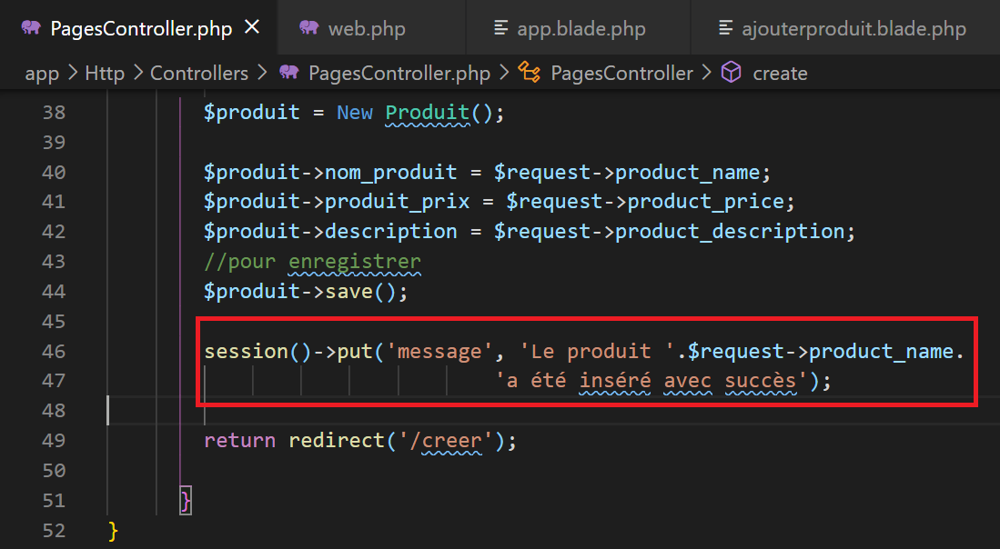 PagesController.php web.php app.blade.php ajouterproduit.blade.php
app > Http > Controllers > PagesController.php > PagesController > create
38 $produit = New Produit();
39
40 $produit->nom_produit = $request->product_name;
41 $produit->produit_prix = $request->product_price;
42 $produit->description = $request->product_description;
43 //pour enregistrer
44 $produit->save();
45
46 session()->put('message', 'Le produit '.$request->product_name.
47 'a été inséré avec succès');
48
49 return redirect('/creer');
50
51 }
52 }